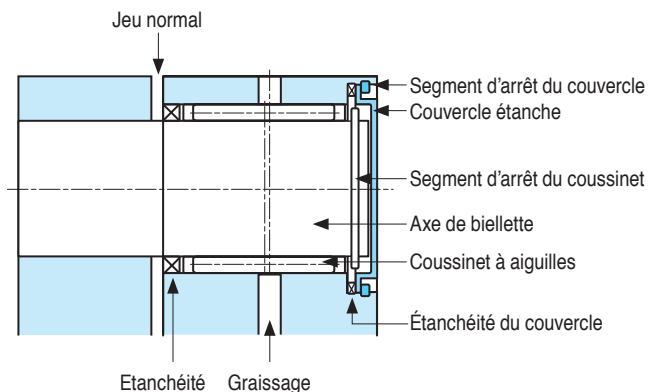 Jeu normal
Segment d'arrêt du couvercle
Couvercle étanche
Segment d'arrêt du coussinet
Axe de biellette
Coussinet à aiguilles
Étanchéité du couvercle
Etanchéité Graissage